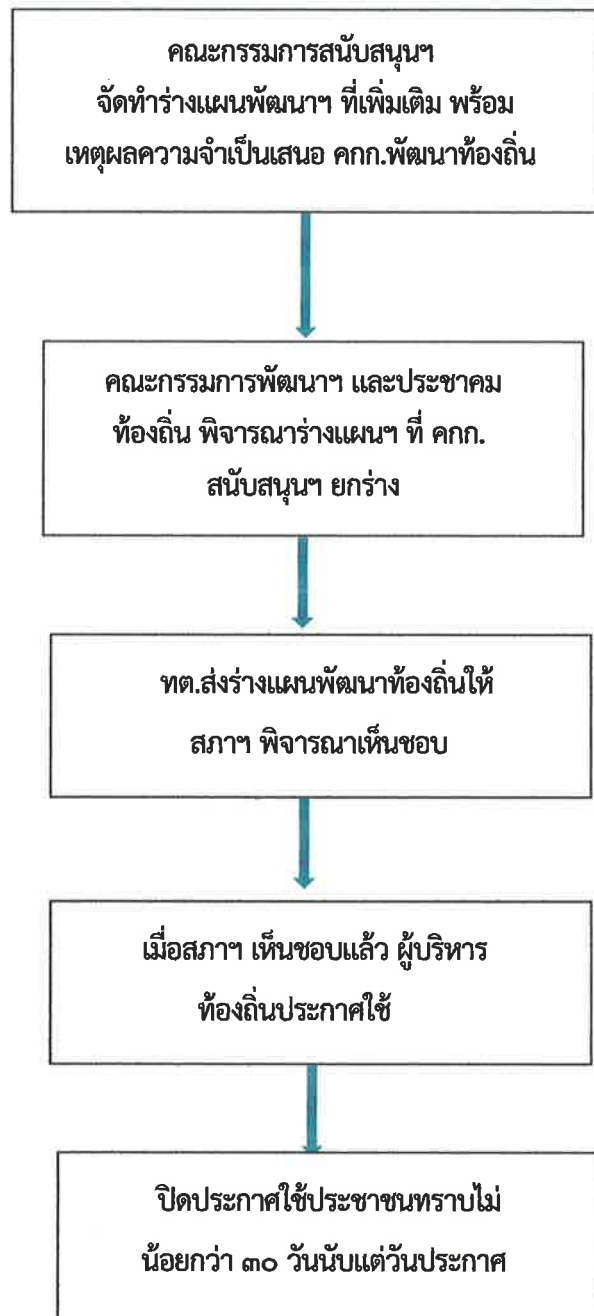 คณะกรรมการสนับสนุนฯ
จัดทำร่างแผนพัฒนาฯ ที่เพิ่มเติม พร้อม
เหตุผลความจำเป็นเสนอ คกก.พัฒนาท้องถิ่น
คณะกรรมการพัฒนาฯ และประชาคม
ท้องถิ่น พิจารณาร่างแผนฯ ที่ คกก.
สนับสนุนฯ ยกร่าง
ทต.ส่งร่างแผนพัฒนาท้องถิ่นให้
สภาฯ พิจารณาเห็นชอบ
เมื่อสภาฯ เห็นชอบแล้ว ผู้บริหาร
ท้องถิ่นประกาศใช้
ปิดประกาศใช้ประชาชนทราบไม่
น้อยกว่า ๓๐ วันนับแต่วันประกาศ